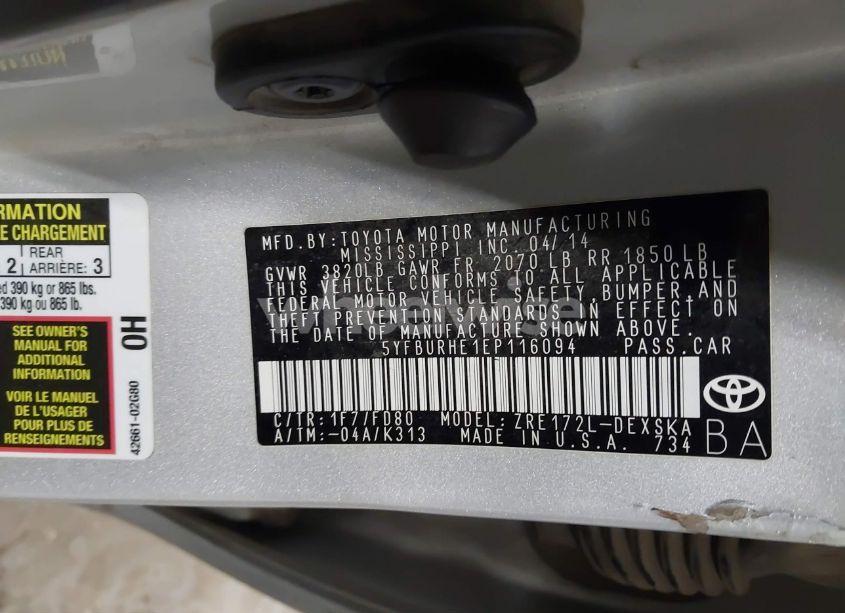 RMATION
E CHARGEMENT
2 REAR ARRIÈRE: 3
ed 390 kg or 865 lbs.
390 kg ou 865 lb.
SEE OWNER'S
MANUAL FOR
ADDITIONAL
INFORMATION
VOIR LE MANUEL
DE L'USAGER
POUR PLUS DE
RENSEIGNEMENTS
0H
42661-02G80
MFD.BY:TOYOTA MOTOR MANUFACTURING
MISSISSIPPI INC.04/14
GVWR 3820LB GAWR FR. 2070 LB RR 1850 LB
THIS VEHICLE CONFORMS TO ALL APPLICABLE
FEDERAL MOTOR VEHICLE SAFETY, BUMPER,AND
THEFT PREVENTION STANDARDS IN EFFECT ON
THE DATE OF MANUFACTURE SHOWN ABOVE.
5YFBURHE1EP116094 PASS.CAR
C/TR:1F7/FD80 MODEL:ZRE172L-DEXSKA
A/TM:-04A/K313 MADE IN U.S.A. 734
BA